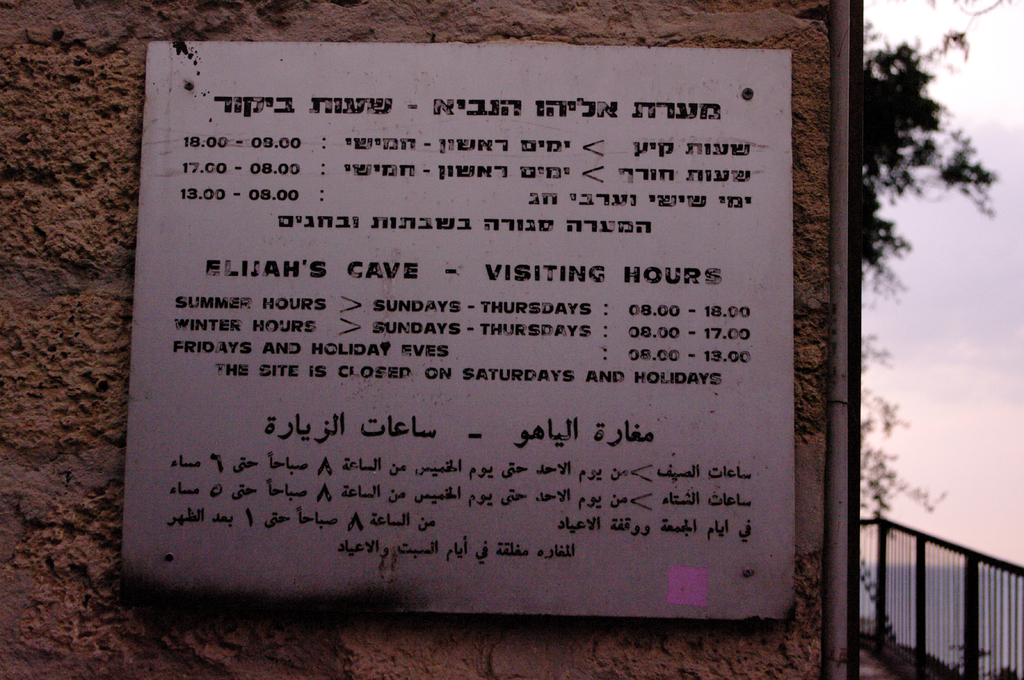 מערת אליהו הנביא - שעות ביקור
שעות קיץ > ימים ראשון - חמישי : 08.00 - 18.00
שעות חורף > ימים ראשון - חמישי : 08.00 - 17.00
ימי שישי וערבי חג : 08.00 - 13.00
המערה סגורה בשבתות ובחגים
ELIJAH'S CAVE - VISITING HOURS
SUMMER HOURS > SUNDAYS - THURSDAYS : 08.00 - 18.00
WINTER HOURS > SUNDAYS - THURSDAYS : 08.00 - 17.00
FRIDAYS AND HOLIDAY EVES : 08.00 - 13.00
THE SITE IS CLOSED ON SATURDAYS AND HOLIDAYS
مغارة الياهو - ساعات الزيارة
ساعات الصيف > من يوم الاحد حتى يوم الخميس من الساعة ٨ صباحاً حتى ٦ مساء
ساعات الشتاء > من يوم الاحد حتى يوم الخميس من الساعة ٨ صباحاً حتى ٥ مساء
في ايام الجمعة ووقفة الاعياد من الساعة ٨ صباحاً حتى ١ بعد الظهر
المغاره مغلقة في أيام السبت والاعياد